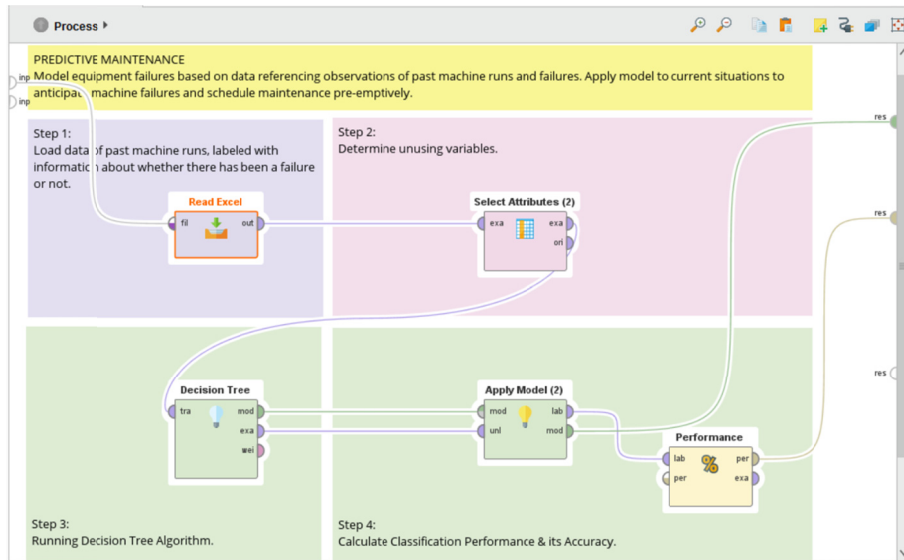 Process
PREDICTIVE MAINTENANCE
inp Model equipment failures based on data referencing observations of past machine runs and failures. Apply model to current situations to
inp anticipate machine failures and schedule maintenance pre-emptively.
res
Step 1:
Load data of past machine runs, labeled with
information about whether there has been a failure
or not.
Step 2:
Determine unusing variables.
Read Excel
fil out
Select Attributes (2)
exa exa
ori
res
res
Decision Tree
tra mod
exa
wei
Apply Model (2)
mod lab
unl mod
Performance
lab per
per exa
%
Step 3:
Running Decision Tree Algorithm.
Step 4:
Calculate Classification Performance & its Accuracy.